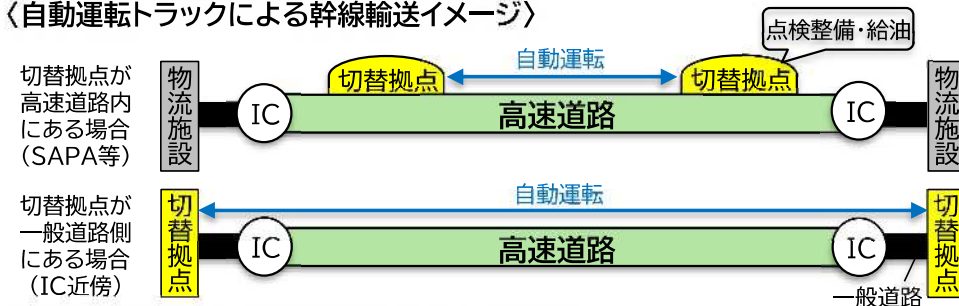 〈自動運転トラックによる幹線輸送イメージ〉
点検整備・給油
切替拠点が
高速道路内
にある場合
(SAPA等)
物流施設
IC
切替拠点
自動運転
切替拠点
高速道路
IC
物流施設
切替拠点が
一般道路側
にある場合
(IC近傍)
切替拠点
IC
自動運転
高速道路
IC
切替拠点
一般道路